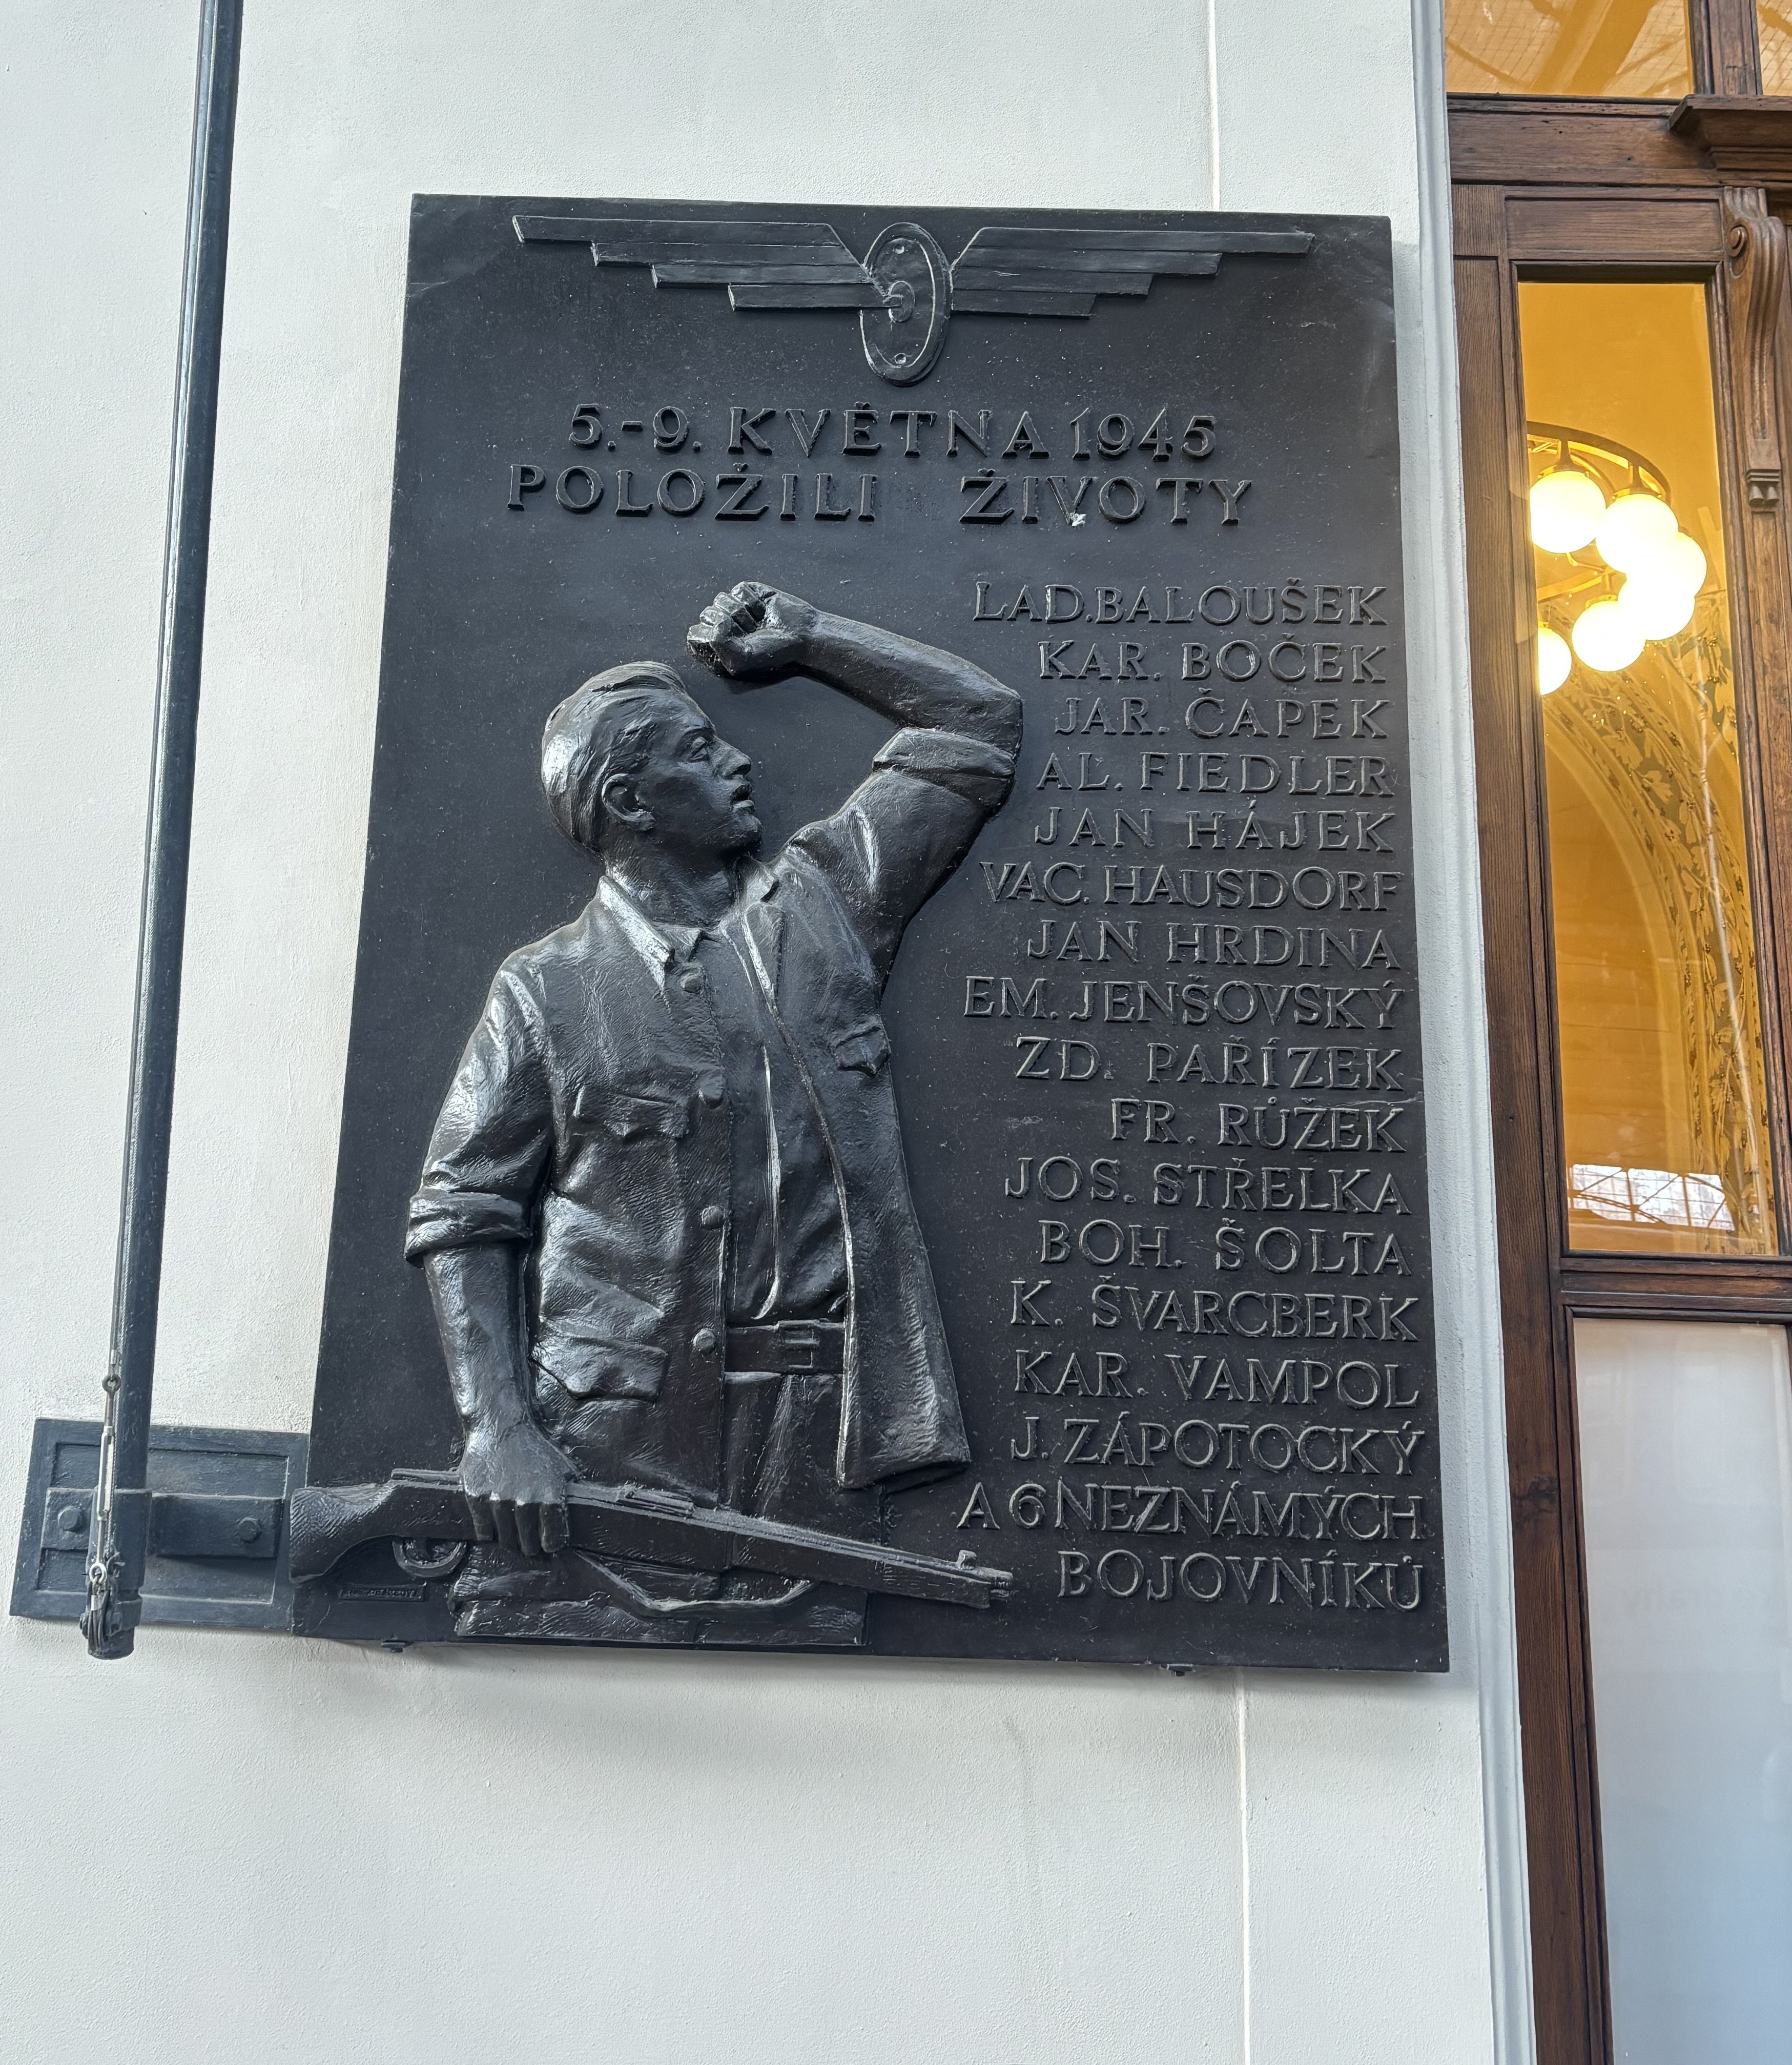 5.-9. KVĚTNA 1945
POLOŽILI ŽIVOTY
LAD.BALOUŠEK
KAR. BOČEK
JAR. ČAPEK
AL. FIEDLER
JAN HÁJEK
VAC. HAUSDORF
JAN HRDINA
EM. JENŠOVSKÝ
ZD. PAŘÍZEK
FR. RŮŽEK
JOS. STŘELKA
BOH. ŠOLTA
K. ŠVARCBERK
KAR. VAMPOL
J. ZÁPOTOCKÝ
A 6 NEZNÁMÝCH
BOJOVNÍKŮ